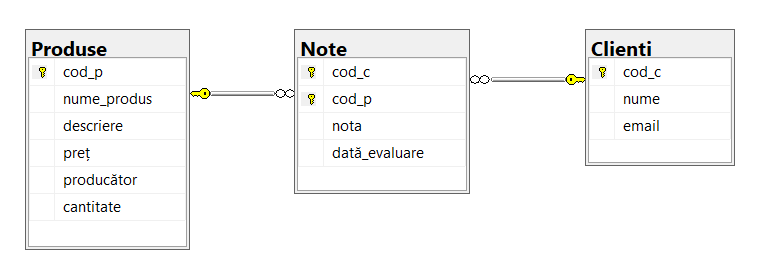 Produse
cod_p
nume_produs
descriere
preț
producător
cantitate
Note
cod_c
cod_p
nota
dată_evaluare
Clienti
cod_c
nume
email